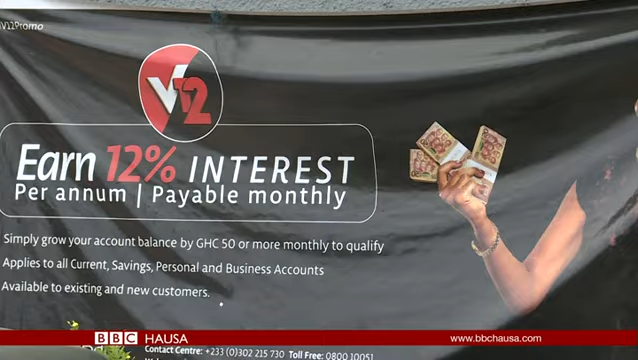 V12Promo
V12
Earn 12% INTEREST
Per annum | Payable monthly
Simply grow your account balance by GHC 50 or more monthly to qualify
Applies to all Current, Savings, Personal and Business Accounts
Available to existing and new customers.
BBC HAUSA
www.bbchausa.com
Contact Centre: +233 (0)302 215 730 Toll Free: 0800 10051